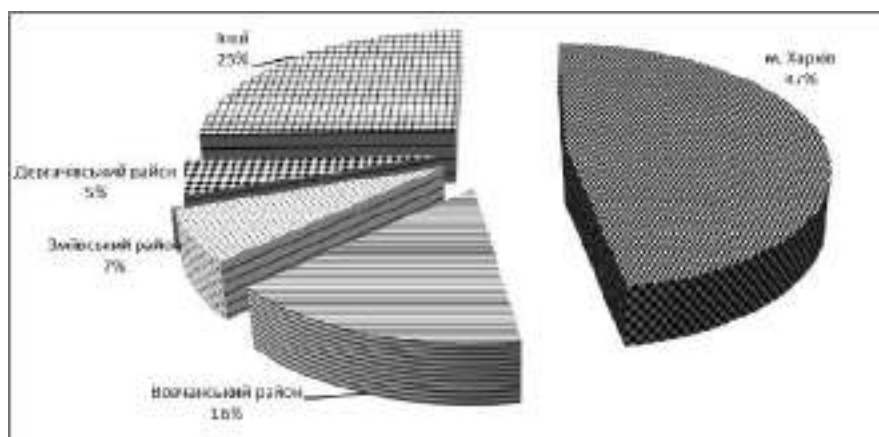 Інші
25%
м. Харків
47%
Дергачівський район
5%
Зміївський район
7%
Вовчанський район
16%